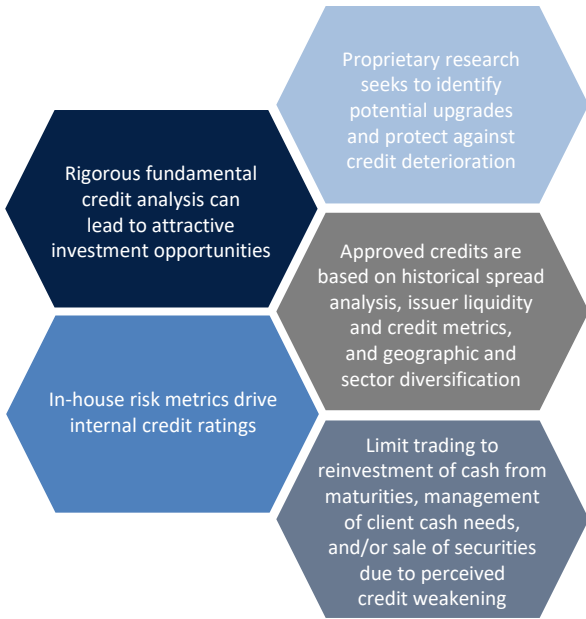 Proprietary research
seeks to identify
potential upgrades
and protect against
credit deterioration
Rigorous fundamental
credit analysis can
lead to attractive
investment opportunities
Approved credits are
based on historical spread
analysis, issuer liquidity
and credit metrics,
and geographic and
sector diversification
In-house risk metrics drive
internal credit ratings
Limit trading to
reinvestment of cash from
maturities, management
of client cash needs,
and/or sale of securities
due to perceived
credit weakening